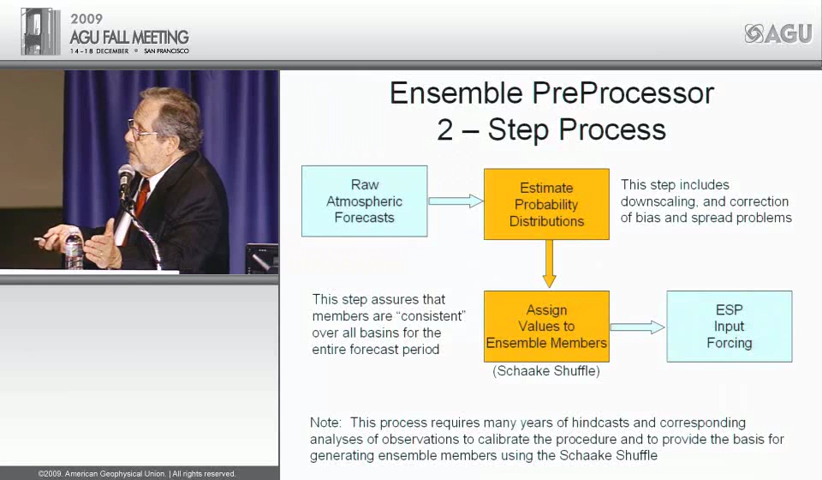 2009
AGU FALL MEETING
14-18 DECEMBER • SAN FRANCISCO
AGU
Ensemble PreProcessor
2 – Step Process
Raw
Atmospheric
Forecasts
Estimate
Probability
Distributions
This step includes
downscaling, and correction
of bias and spread problems
This step assures that
members are “consistent”
over all basins for the
entire forecast period
Assign
Values to
Ensemble Members
(Schaake Shuffle)
ESP
Input
Forcing
Note: This process requires many years of hindcasts and corresponding
analyses of observations to calibrate the procedure and to provide the basis for
generating ensemble members using the Schaake Shuffle
©2009. American Geophysical Union. | All rights reserved.